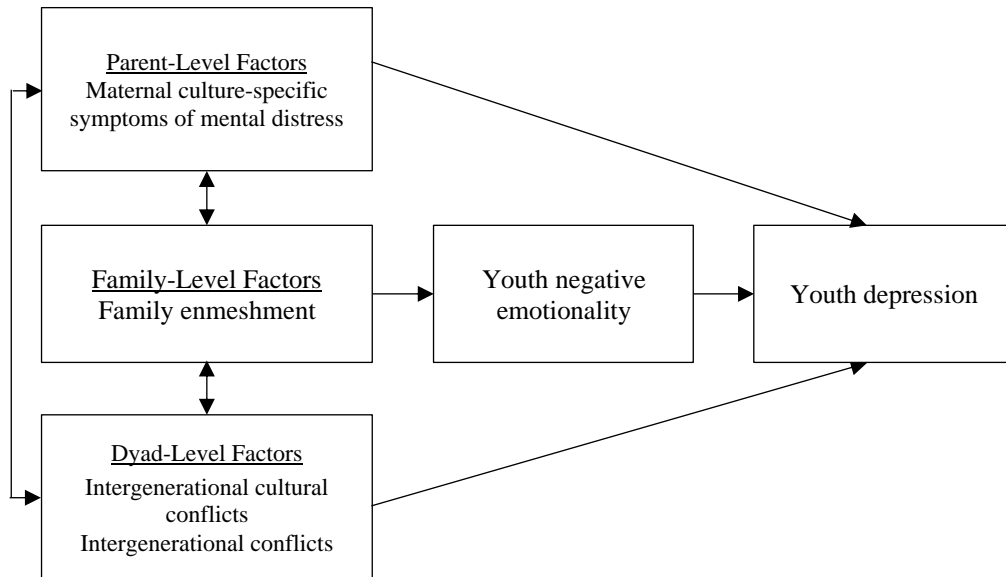 Parent-Level Factors
Maternal culture-specific
symptoms of mental distress
Family-Level Factors
Family enmeshment
Youth negative
emotionality
Youth depression
Dyad-Level Factors
Intergenerational cultural
conflicts
Intergenerational conflicts